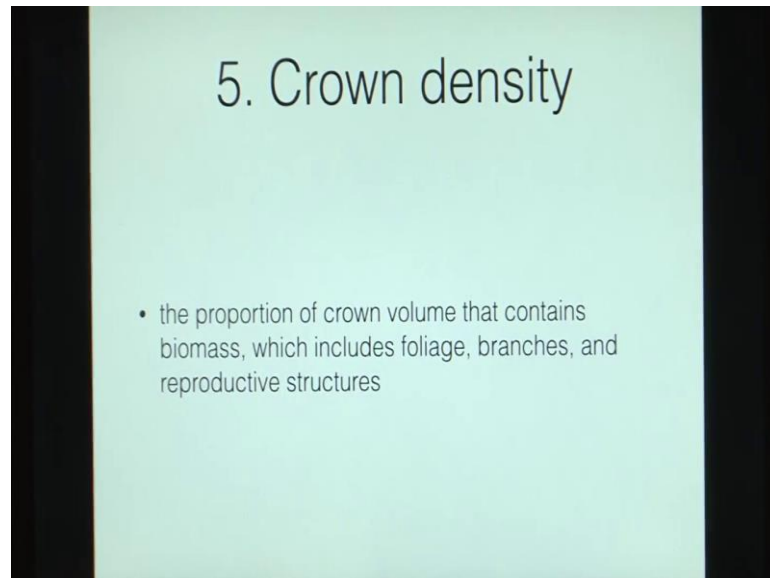 5. Crown density
• the proportion of crown volume that contains
biomass, which includes foliage, branches, and
reproductive structures